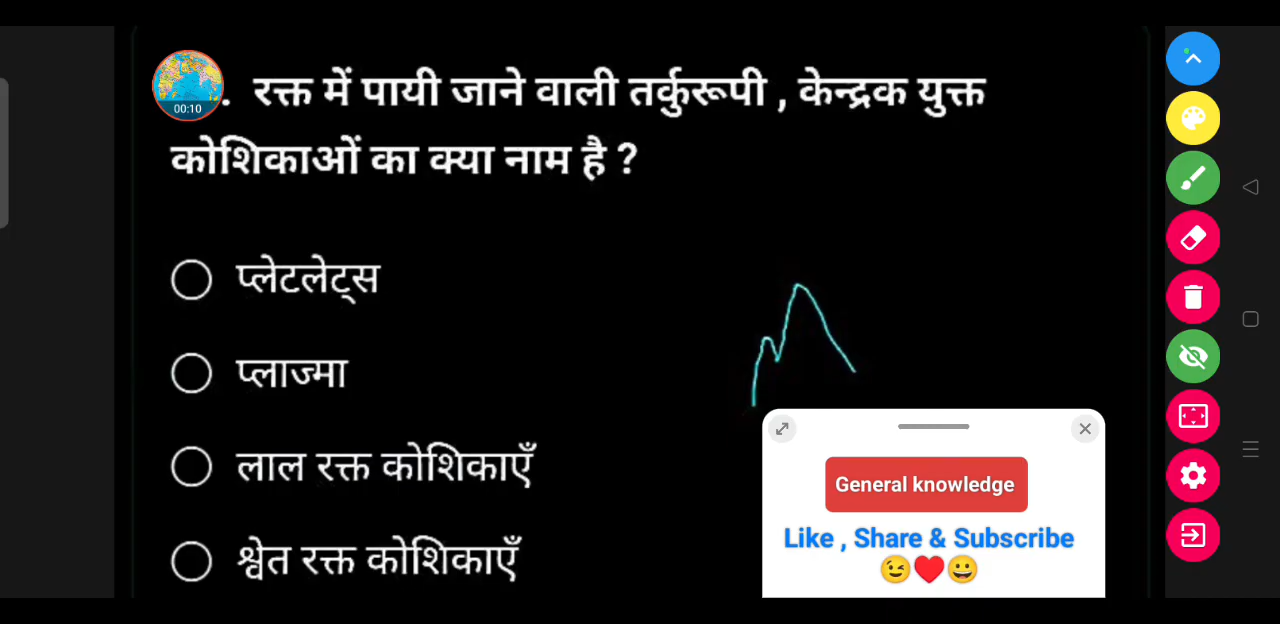 00:10
. रक्त में पायी जाने वाली तर्कुरूपी , केन्द्रक युक्त
कोशिकाओं का क्या नाम है ?
प्लेटलेट्स
प्लाज्मा
लाल रक्त कोशिकाएँ
श्वेत रक्त कोशिकाएँ
General knowledge
Like , Share & Subscribe
😉❤️😀